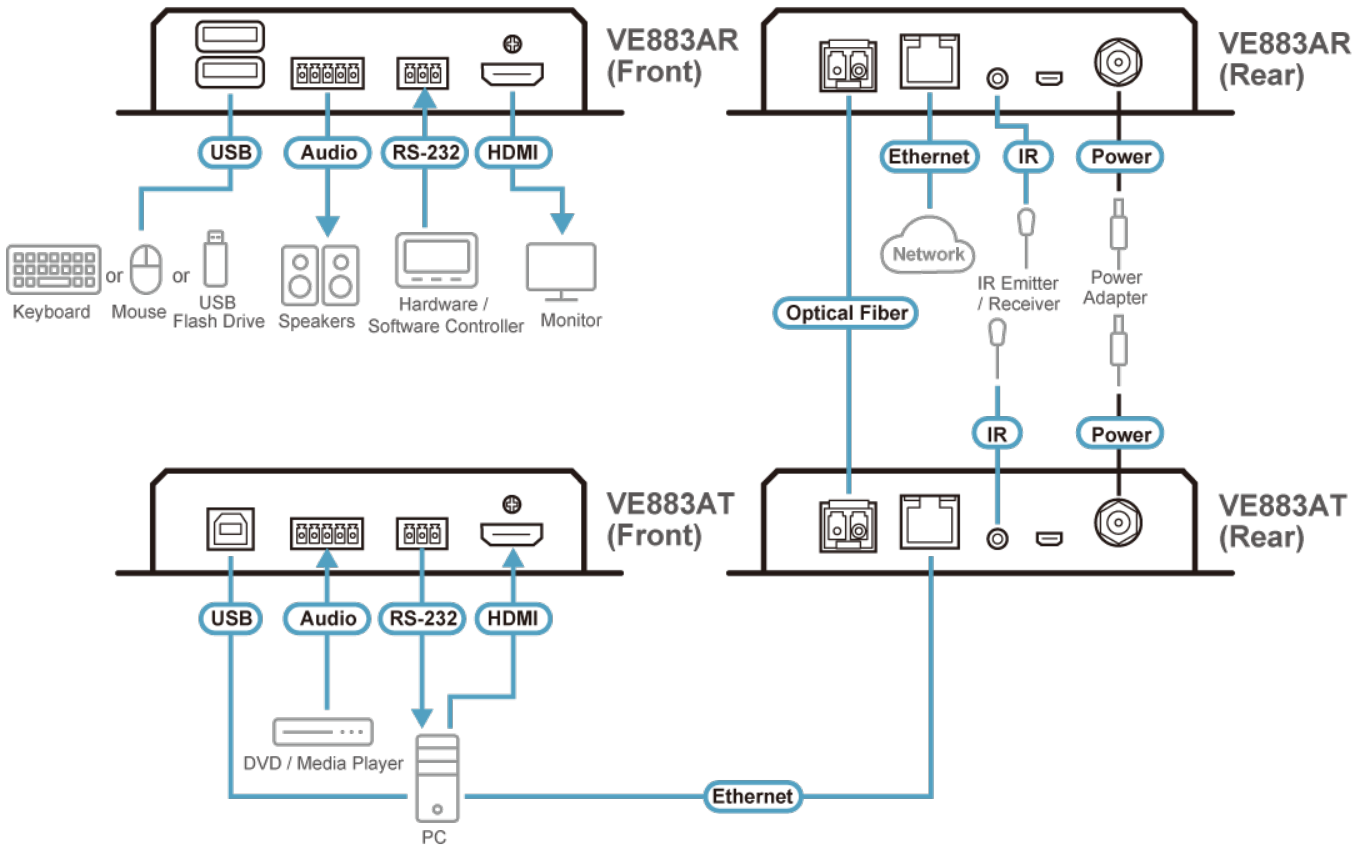 VE883AR
(Front)
USB
Audio
RS-232
HDMI
or
or
Keyboard
Mouse
USB
Flash Drive
Speakers
Hardware /
Software Controller
Monitor
VE883AR
(Rear)
Ethernet
IR
Power
Network
IR Emitter
/ Receiver
Power
Adapter
Optical Fiber
IR
Power
VE883AT
(Front)
USB
Audio
RS-232
HDMI
DVD / Media Player
PC
VE883AT
(Rear)
Ethernet